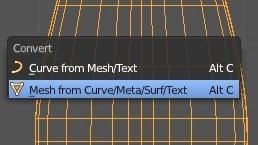 Convert
Curve from Mesh/Text Alt C
Mesh from Curve/Meta/Surf/Text Alt C